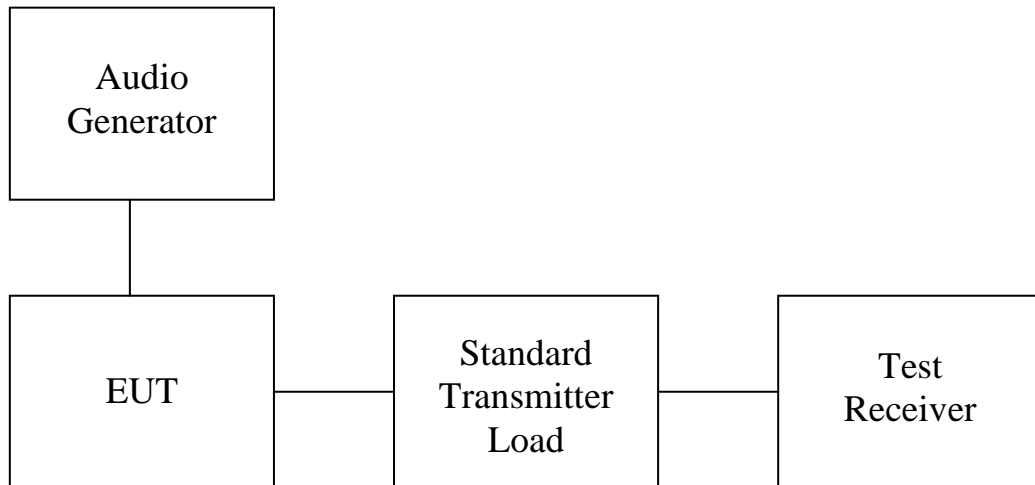 Audio
Generator
EUT
Standard
Transmitter
Load
Test
Receiver